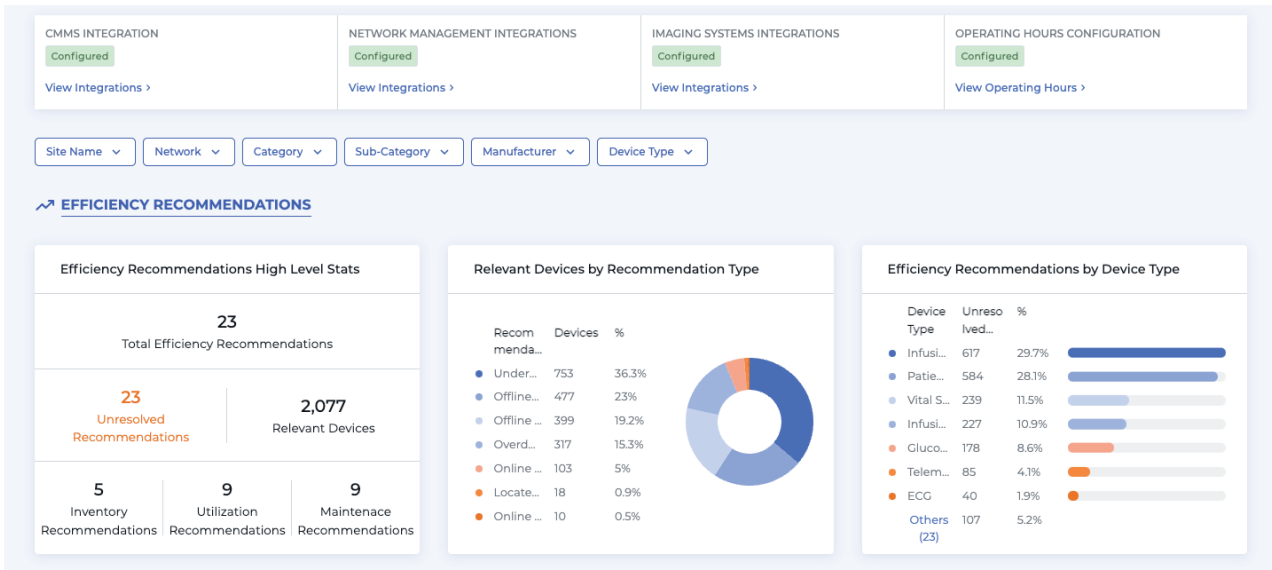 CMMS INTEGRATION
Configured
View Integrations >
NETWORK MANAGEMENT INTEGRATIONS
Configured
View Integrations >
IMAGING SYSTEMS INTEGRATIONS
Configured
View Integrations >
OPERATING HOURS CONFIGURATION
Configured
View Operating Hours >
Site Name
Network
Category
Sub-Category
Manufacturer
Device Type
EFFICIENCY RECOMMENDATIONS
Efficiency Recommendations High Level Stats
23
Total Efficiency Recommendations
23
Unresolved
Recommendations
2,077
Relevant Devices
5
Inventory
Recommendations
9
Utilization
Recommendations
9
Maintenace
Recommendations
Relevant Devices by Recommendation Type
Recom Devices %
menda...
Under... 753 36.3%
Offline... 477 23%
Offline ... 399 19.2%
Overd... 317 15.3%
Online ... 103 5%
Locate... 18 0.9%
Online ... 10 0.5%
Efficiency Recommendations by Device Type
Device Unreso %
Type lved...
Infusi... 617 29.7%
Patie... 584 28.1%
Vital S... 239 11.5%
Infusi... 227 10.9%
Gluco... 178 8.6%
Telem... 85 4.1%
ECG 40 1.9%
Others 107 5.2%
(23)